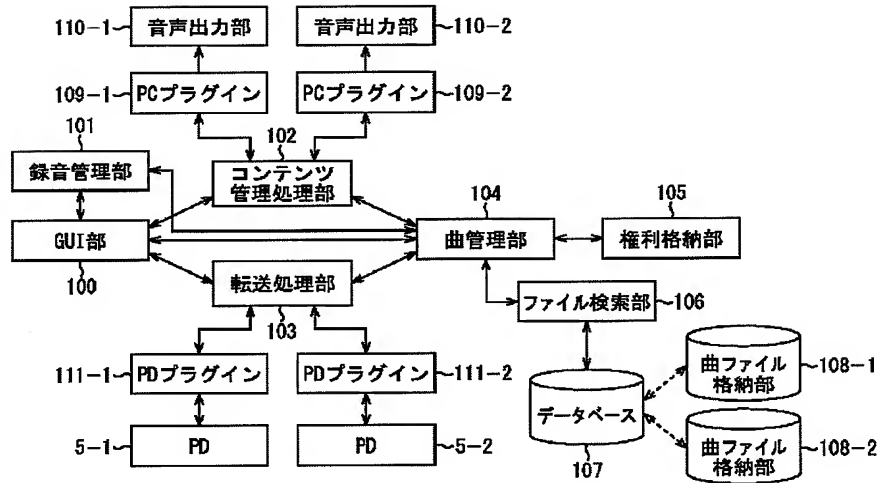 110-1 音声出力部 音声出力部 110-2
109-1 PCプラグイン PCプラグイン 109-2
101
録音管理部
102
コンテンツ
管理処理部
104
曲管理部
105
権利格納部
GUI部
100
転送処理部
103
ファイル検索部 106
111-1 PDプラグイン PDプラグイン 111-2
5-1 PD PD 5-2
データベース
107
曲ファイル
格納部
108-1
曲ファイル
格納部
108-2